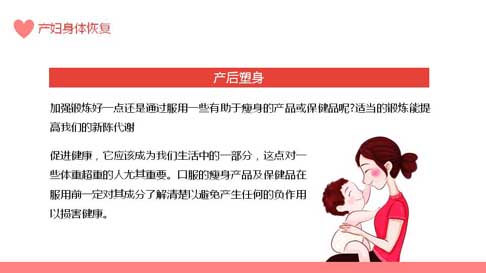 产妇身体恢复
产后塑身
加强锻炼好一点还是通过服用一些有助于瘦身的产品或保健品呢?适当的锻炼能提
高我们的新陈代谢
促进健康，它应该成为我们生活中的一部分，这点对一
些体重超重的人尤其重要。口服的瘦身产品及保健品在
服用前一定对其成分了解清楚以避免产生任何的负作用
以损害健康。